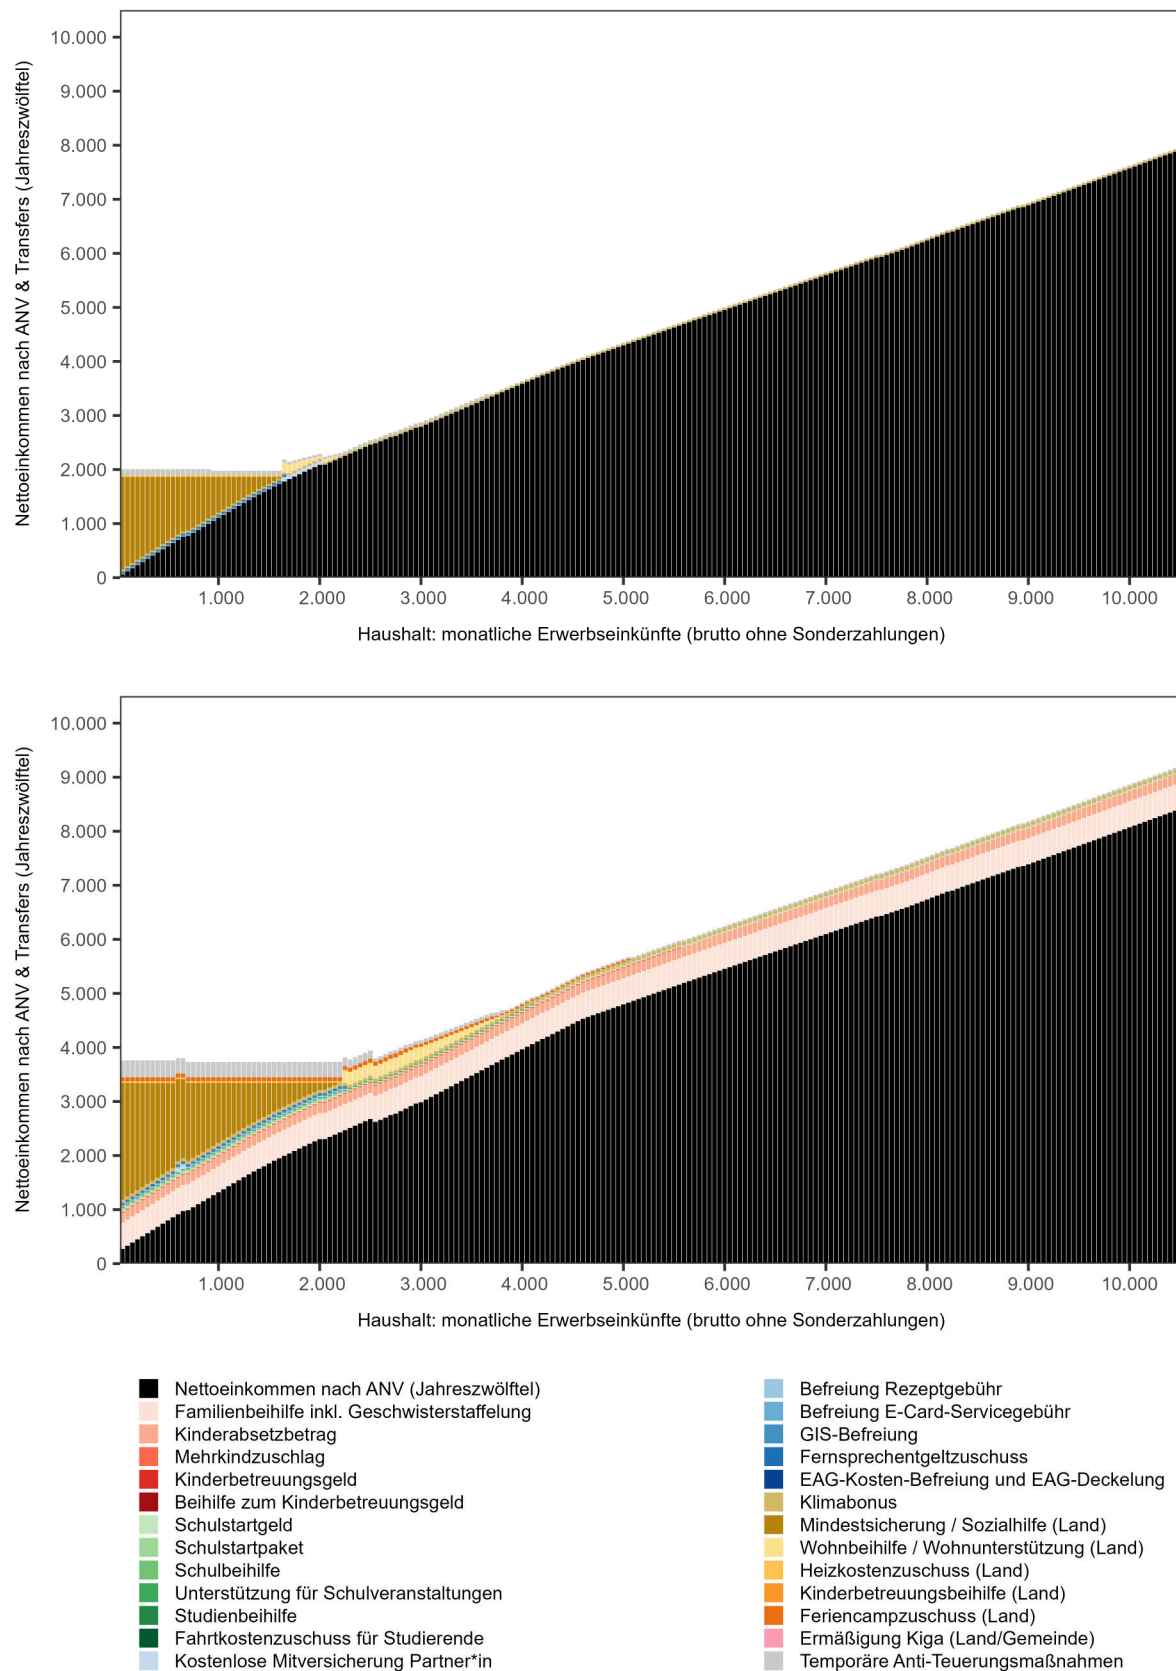 Nettoeinkommen nach ANV & Transfers (Jahreszwölftel)
10.000
9.000
8.000
7.000
6.000
5.000
4.000
3.000
2.000
1.000
0
1.000 2.000 3.000 4.000 5.000 6.000 7.000 8.000 9.000 10.000
Haushalt: monatliche Erwerbseinkünfte (brutto ohne Sonderzahlungen)
Nettoeinkommen nach ANV & Transfers (Jahreszwölftel)
10.000
9.000
8.000
7.000
6.000
5.000
4.000
3.000
2.000
1.000
0
1.000 2.000 3.000 4.000 5.000 6.000 7.000 8.000 9.000 10.000
Haushalt: monatliche Erwerbseinkünfte (brutto ohne Sonderzahlungen)
Nettoeinkommen nach ANV (Jahreszwölftel)
Familienbeihilfe inkl. Geschwisterstaffelung
Kinderabsetzbetrag
Mehrkindzuschlag
Kinderbetreuungsgeld
Beihilfe zum Kinderbetreuungsgeld
Schulstartgeld
Schulstartpaket
Schulbeihilfe
Unterstützung für Schulveranstaltungen
Studienbeihilfe
Fahrtkostenzuschuss für Studierende
Kostenlose Mitversicherung Partner*in
Befreiung Rezeptgebühr
Befreiung E-Card-Servicegebühr
GIS-Befreiung
Fernsprechentgeltzuschuss
EAG-Kosten-Befreiung und EAG-Deckelung
Klimabonus
Mindestsicherung / Sozialhilfe (Land)
Wohnbeihilfe / Wohnunterstützung (Land)
Heizkostenzuschuss (Land)
Kinderbetreuungsbeihilfe (Land)
Feriencampzuschuss (Land)
Ermäßigung Kiga (Land/Gemeinde)
Temporäre Anti-Teuerungsmaßnahmen